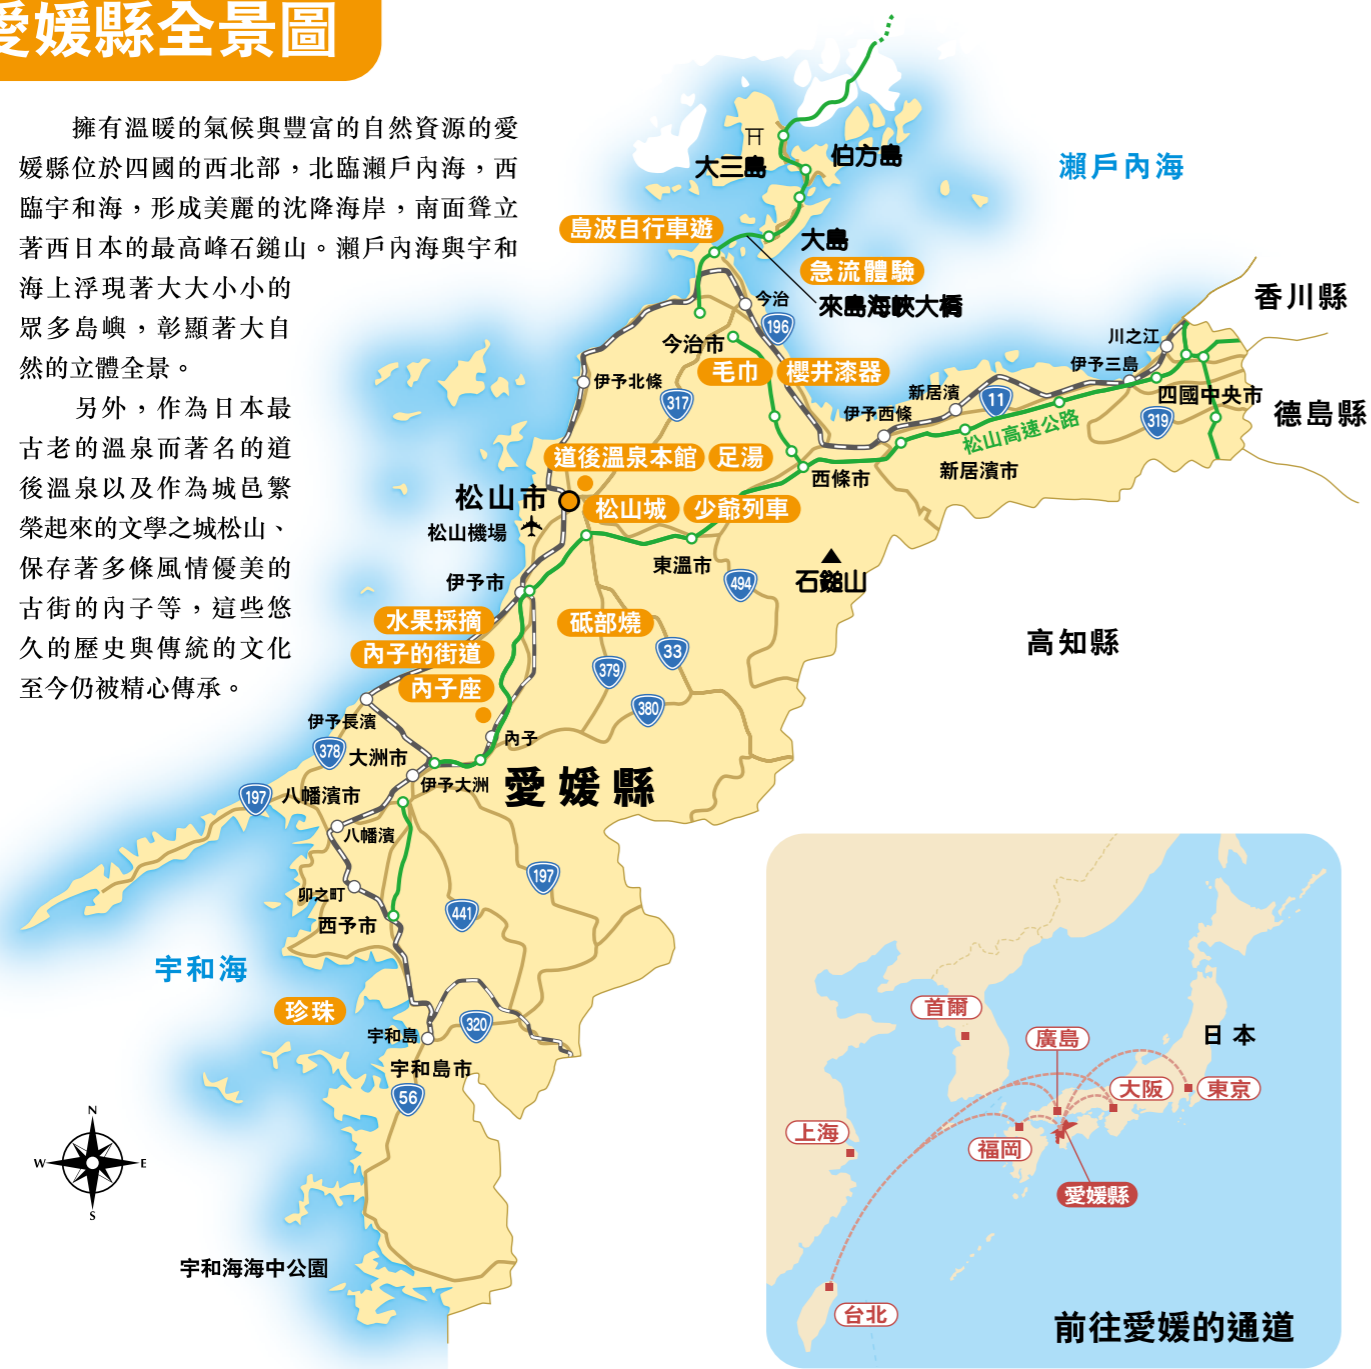 愛媛縣全景圖
擁有溫暖的氣候與豐富的自然資源的愛
媛縣位於四國的西北部，北臨瀨戶內海，西
臨宇和海，形成美麗的沈降海岸，南面聳立
著西日本的最高峰石鎚山。瀨戶內海與宇和
海上浮現著大大小小的
眾多島嶼，彰顯著大自
然的立體全景。
另外，作為日本最
古老的溫泉而著名的道
後溫泉以及作為城邑繁
榮起來的文學之城松山、
保存著多條風情優美的
古街的內子等，這些悠
久的歷史與傳統的文化
至今仍被精心傳承。
大三島
伯方島
瀨戶內海
島波自行車遊
大島
急流體驗
來島海峽大橋
香川縣
今治
196
今治市
川之江
伊予三島
毛巾
櫻井漆器
伊予北條
317
新居濱
11
伊予西條
四國中央市
319
德島縣
松山高速公路
道後溫泉本館
足湯
西條市
新居濱市
松山市
松山城
少爺列車
松山機場
東溫市
494
石鎚山
伊予市
水果採摘
砥部燒
高知縣
內子的街道
379
33
內子座
380
伊予長濱
378
大洲市
內子
197
八幡濱市
伊予大洲
愛媛縣
八幡濱
197
卯之町
441
西予市
宇和海
珍珠
宇和島
320
宇和島市
56
N
W
E
S
宇和海海中公園
首爾
廣島
日本
大阪
東京
上海
福岡
愛媛縣
台北
前往愛媛的通道